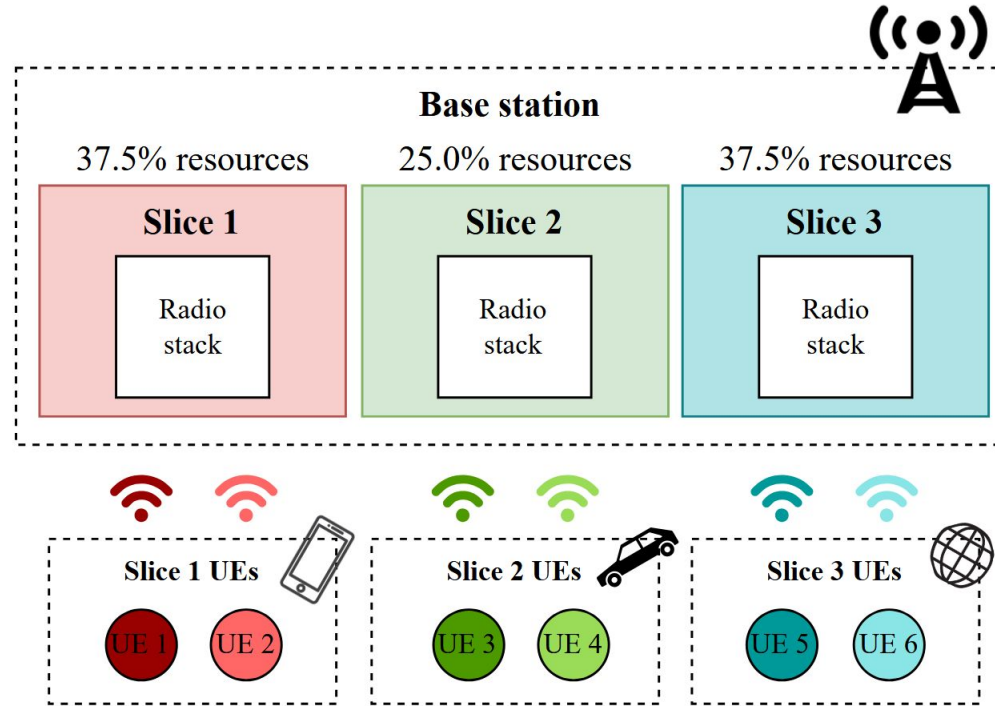 Base station
37.5% resources
25.0% resources
37.5% resources
Slice 1
Slice 2
Slice 3
Radio
stack
Radio
stack
Radio
stack
Slice 1 UEs
Slice 2 UEs
Slice 3 UEs
UE 1
UE 2
UE 3
UE 4
UE 5
UE 6